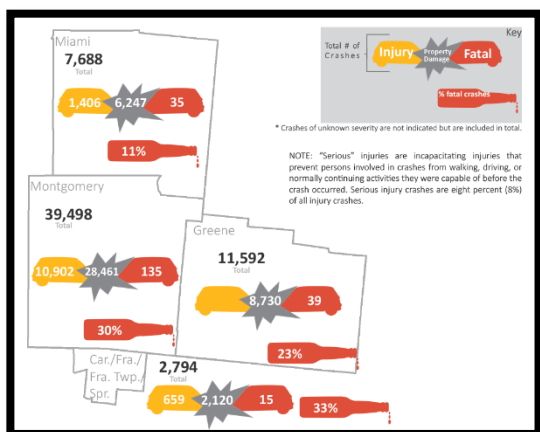 Miami
7,688
Total
1,406
6,247
35
11%
Key
Total # of
Crashes
Injury
Property
Damage
Fatal
% fatal crashes
* Crashes of unknown severity are not indicated but are included in total.
NOTE: "Serious" injuries are incapacitating injuries that
prevent persons involved in crashes from walking, driving, or
normally continuing activities they were capable of before the
crash occurred. Serious injury crashes are eight percent (8%)
of all injury crashes.
Montgomery
39,498
Total
10,902
28,461
135
30%
Greene
11,592
Total
8,730
39
23%
Car./Fra./
Fra. Twp./
Spr.
2,794
Total
659
2,120
15
33%